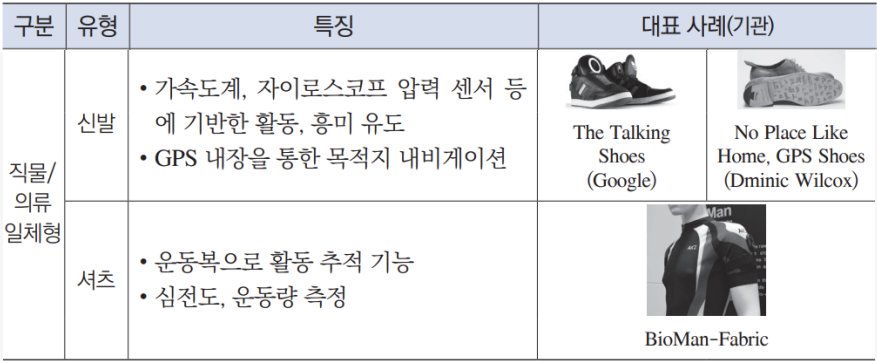 구분 유형 특징 대표 사례(기관)
직물/
의류
일체형
신발
• 가속도계, 자이로스코프 압력 센서 등
에 기반한 활동, 흥미 유도
• GPS 내장을 통한 목적지 내비게이션
The Talking
Shoes
(Google)
No Place Like
Home, GPS Shoes
(Dminic Wilcox)
셔츠
• 운동복으로 활동 추적 기능
• 심전도, 운동량 측정
Man
BioMan-Fabric